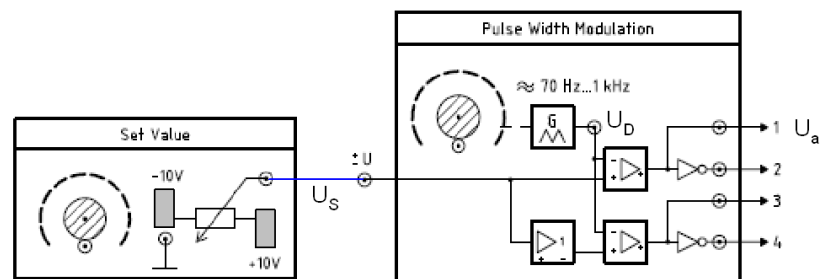 Pulse Width Modulation
≈ 70 Hz...1 kHz
G
U_D
1 U_a
Set Value
± U
- +
2
-10V
U_S
3
1
+ -
- +
4
+10V